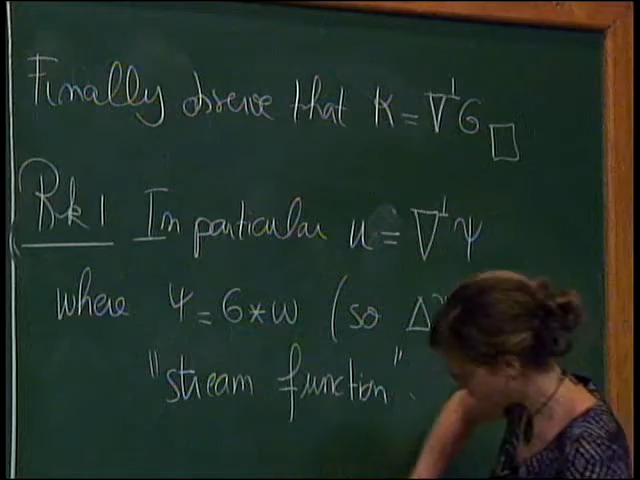 Finally observe that K = ∇⊥G □
Rk 1 In particular u = ∇⊥ψ
where ψ = G * ω (so Δ
"stream function".